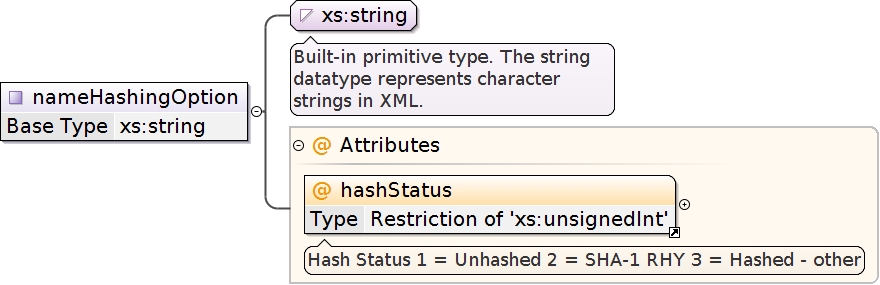 xs:string
Built-in primitive type. The string
datatype represents character
strings in XML.
nameHashingOption
Base Type xs:string
@ Attributes
@ hashStatus
Type Restriction of 'xs:unsignedInt'
Hash Status 1 = Unhashed 2 = SHA-1 RHY 3 = Hashed - other